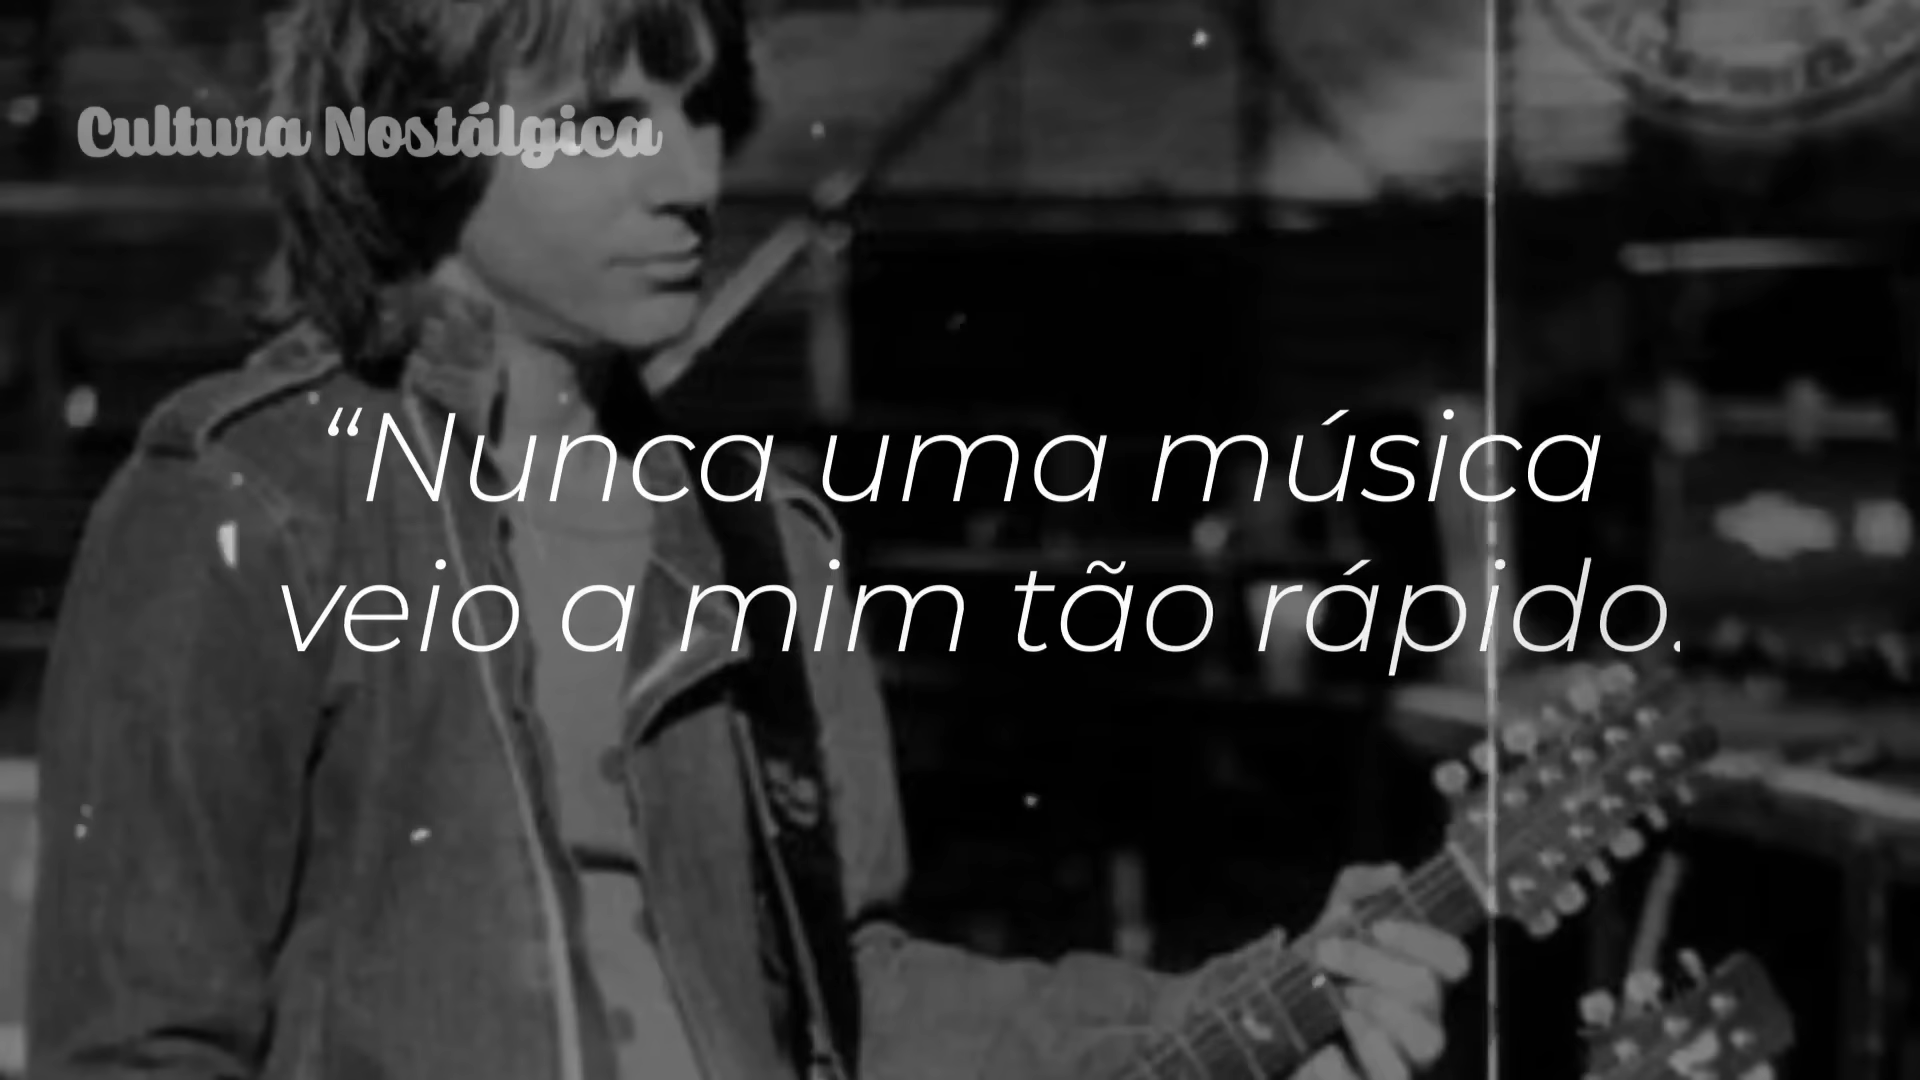 Cultura Nostálgica
“Nunca uma música
veio a mim tão rápido.